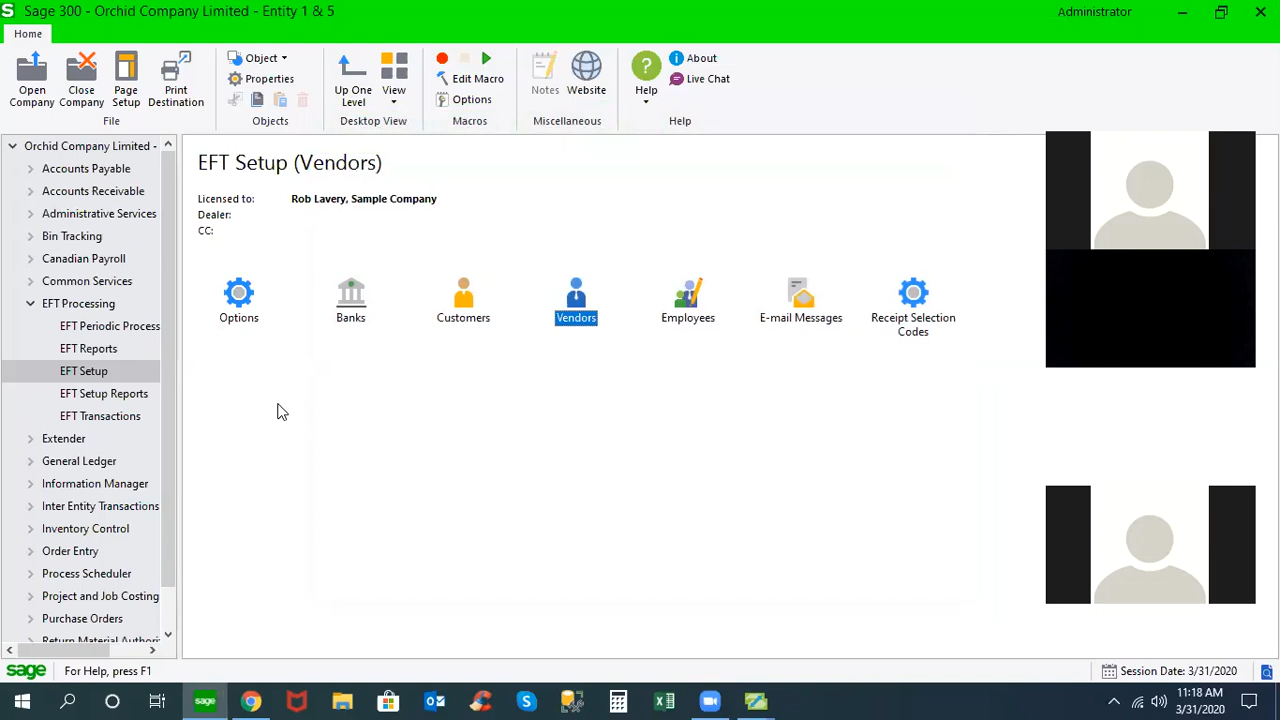 Sage 300 - Orchid Company Limited - Entity 1 & 5
Administrator
Home
Open Company
Close Company
Page Setup
Print Destination
File
Object
Properties
Objects
Up One Level
View
Desktop View
Edit Macro
Options
Macros
Notes
Website
Miscellaneous
Help
About
Live Chat
Help
Orchid Company Limited -
Accounts Payable
Accounts Receivable
Administrative Services
Bin Tracking
Canadian Payroll
Common Services
EFT Processing
EFT Periodic Process
EFT Reports
EFT Setup
EFT Setup Reports
EFT Transactions
Extender
General Ledger
Information Manager
Inter Entity Transactions
Inventory Control
Order Entry
Process Scheduler
Project and Job Costing
Purchase Orders
Return Material Authori
EFT Setup (Vendors)
Licensed to: Rob Lavery, Sample Company
Dealer:
CC:
Options
Banks
Customers
Vendors
Employees
E-mail Messages
Receipt Selection
Codes
sage
For Help, press F1
Session Date: 3/31/2020
sage
11:18 AM
3/31/2020